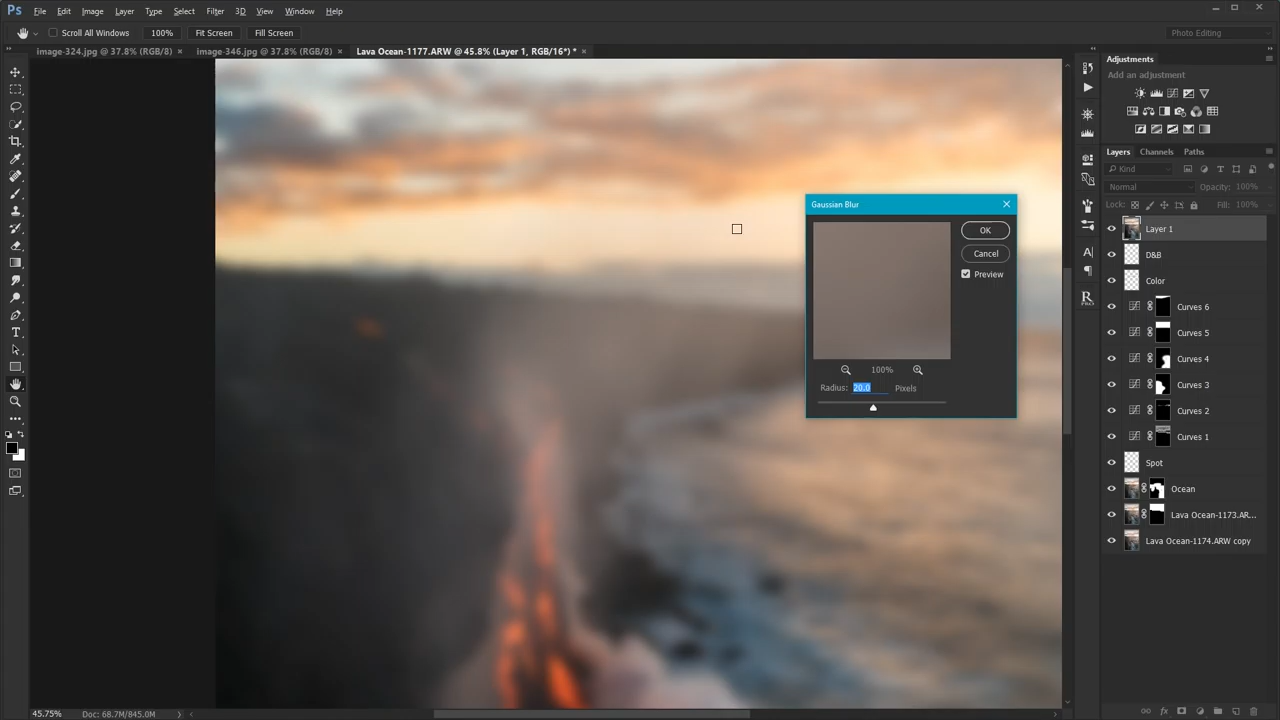 Ps File Edit Image Layer Type Select Filter 3D View Window Help
Scroll All Windows 100% Fit Screen Fill Screen Photo Editing
image-324.jpg @ 37.8% (RGB/8) × image-346.jpg @ 37.8% (RGB/8) × Lava Ocean-1177.ARW @ 45.8% (Layer 1, RGB/16*) * ×
Adjustments
Add an adjustment
Layers Channels Paths
Kind
Normal Opacity: 100%
Lock: Fill: 100%
Layer 1
D&B
Color
Curves 6
Curves 5
Curves 4
Curves 3
Curves 2
Curves 1
Spot
Ocean
Lava Ocean-1173.AR...
Lava Ocean-1174.ARW copy
Gaussian Blur
OK
Cancel
Preview
100%
Radius: 20.0 Pixels
45.75% Doc: 68.7M/845.0M